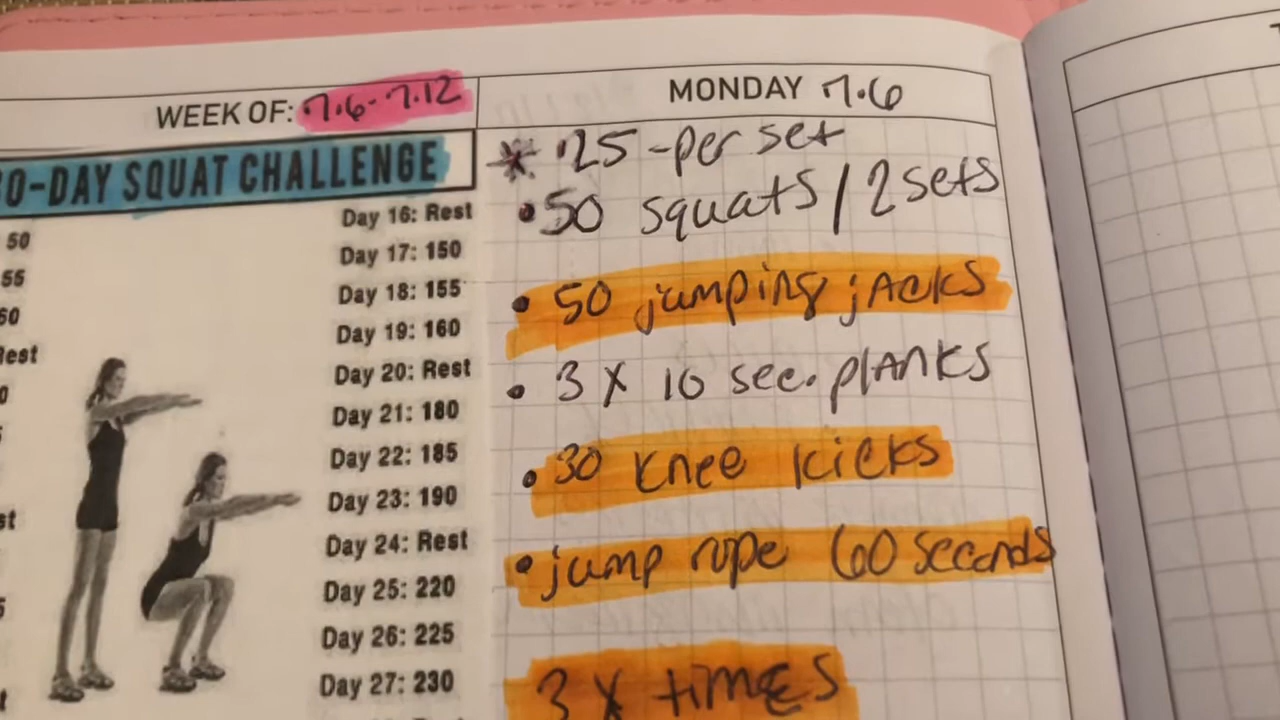 WEEK OF: 7.6-7.12
MONDAY 7.6
0-DAY SQUAT CHALLENGE
50
55
60
Rest
Day 16: Rest
Day 17: 150
Day 18: 155
Day 19: 160
Day 20: Rest
Day 21: 180
Day 22: 185
Day 23: 190
Day 24: Rest
Day 25: 220
Day 26: 225
Day 27: 230
* 25 -per set
• 50 squats / 2 sets
• 50 jumping jacks
• 3 x 10 sec. planks
• 30 knee kicks
• jump rope 60 seconds
3 x times